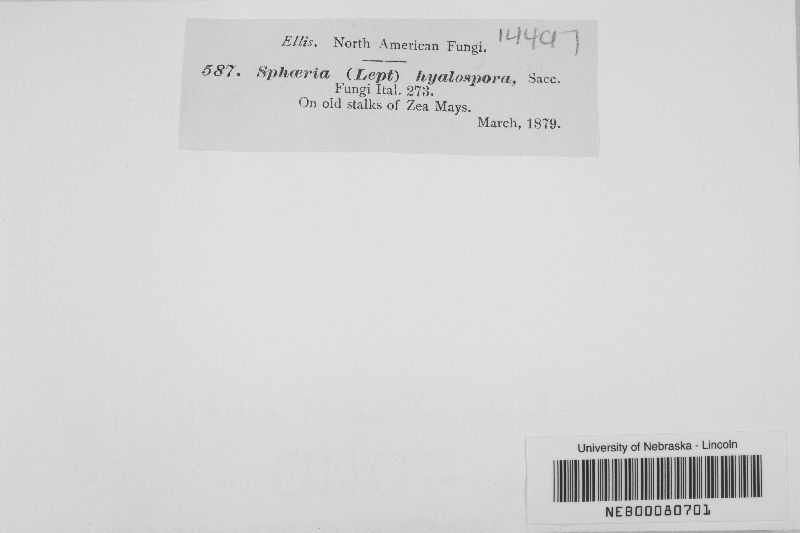 Ellis. North American Fungi. 14497
587. Sphæria (Lept) hyalospora, Sacc.
Fungi Ital. 273.
On old stalks of Zea Mays.
March, 1879.
University of Nebraska - Lincoln
NEB00080701